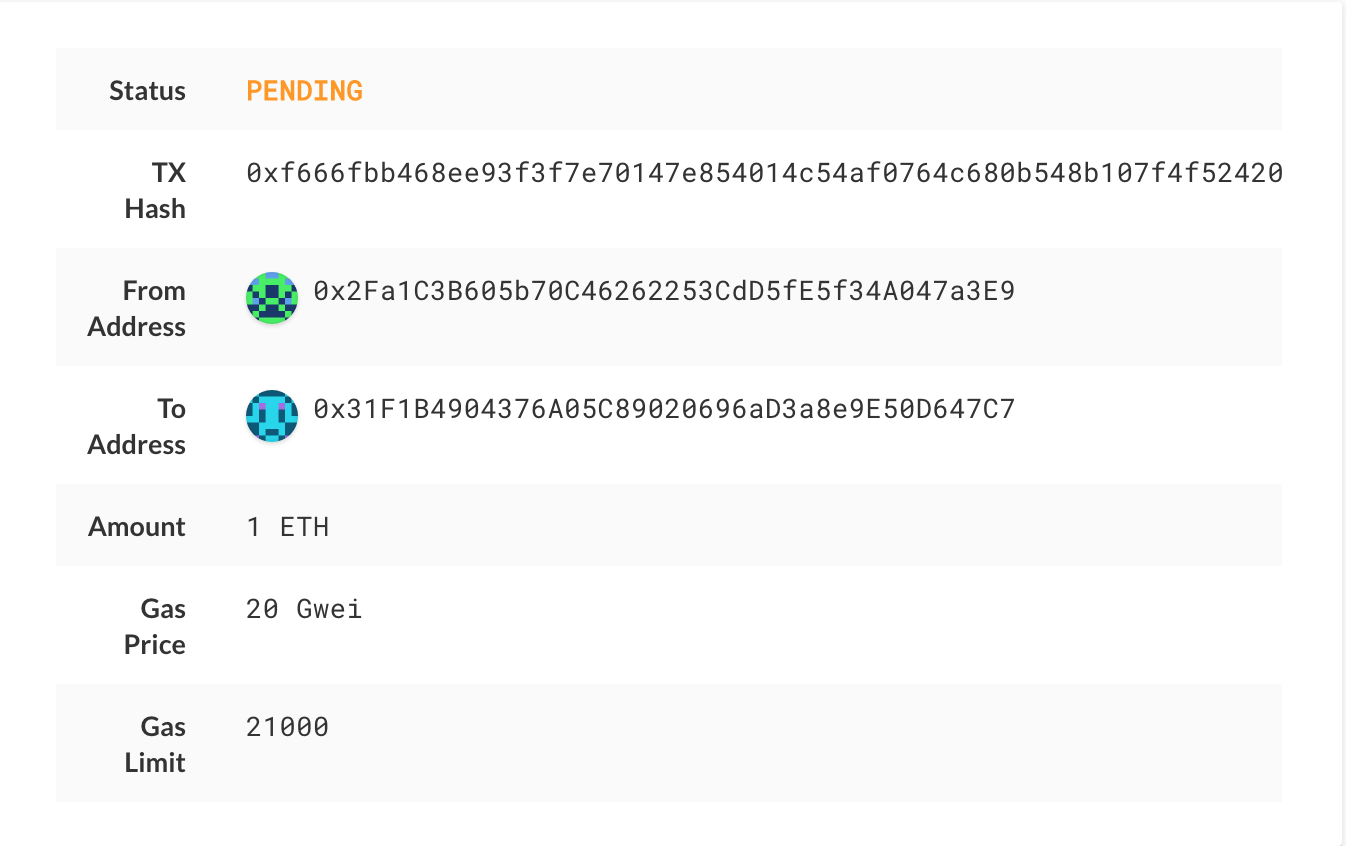 Status PENDING
TX 0xf666fbb468ee93f3f7e70147e854014c54af0764c680b548b107f4f52420
Hash
From 0x2Fa1C3B605b70C46262253CdD5fE5f34A047a3E9
Address
To 0x31F1B4904376A05C89020696aD3a8e9E50D647C7
Address
Amount 1 ETH
Gas 20 Gwei
Price
Gas 21000
Limit